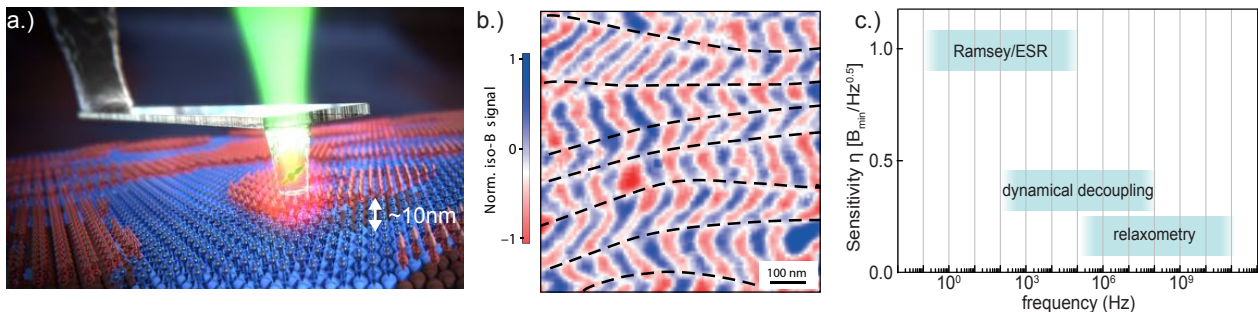 a.)
~10nm
b.)
Norm. iso-B signal
1
0
−1
100 nm
c.)
Sensitivity η [B_min/Hz^0.5]
1.0
0.5
0.0
Ramsey/ESR
dynamical decoupling
relaxometry
10^0 10^3 10^6 10^9
frequency (Hz)